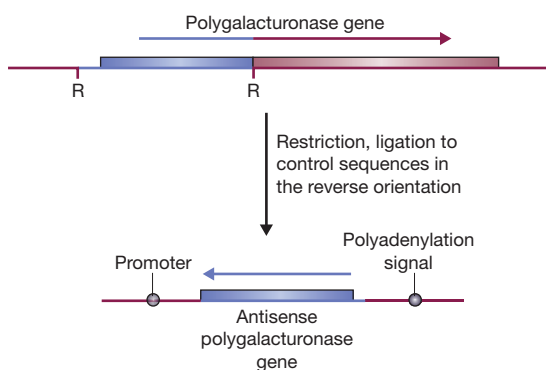 Polygalacturonase gene
R
R
Restriction, ligation to
control sequences in
the reverse orientation
Promoter
Polyadenylation
signal
Antisense
polygalacturonase
gene